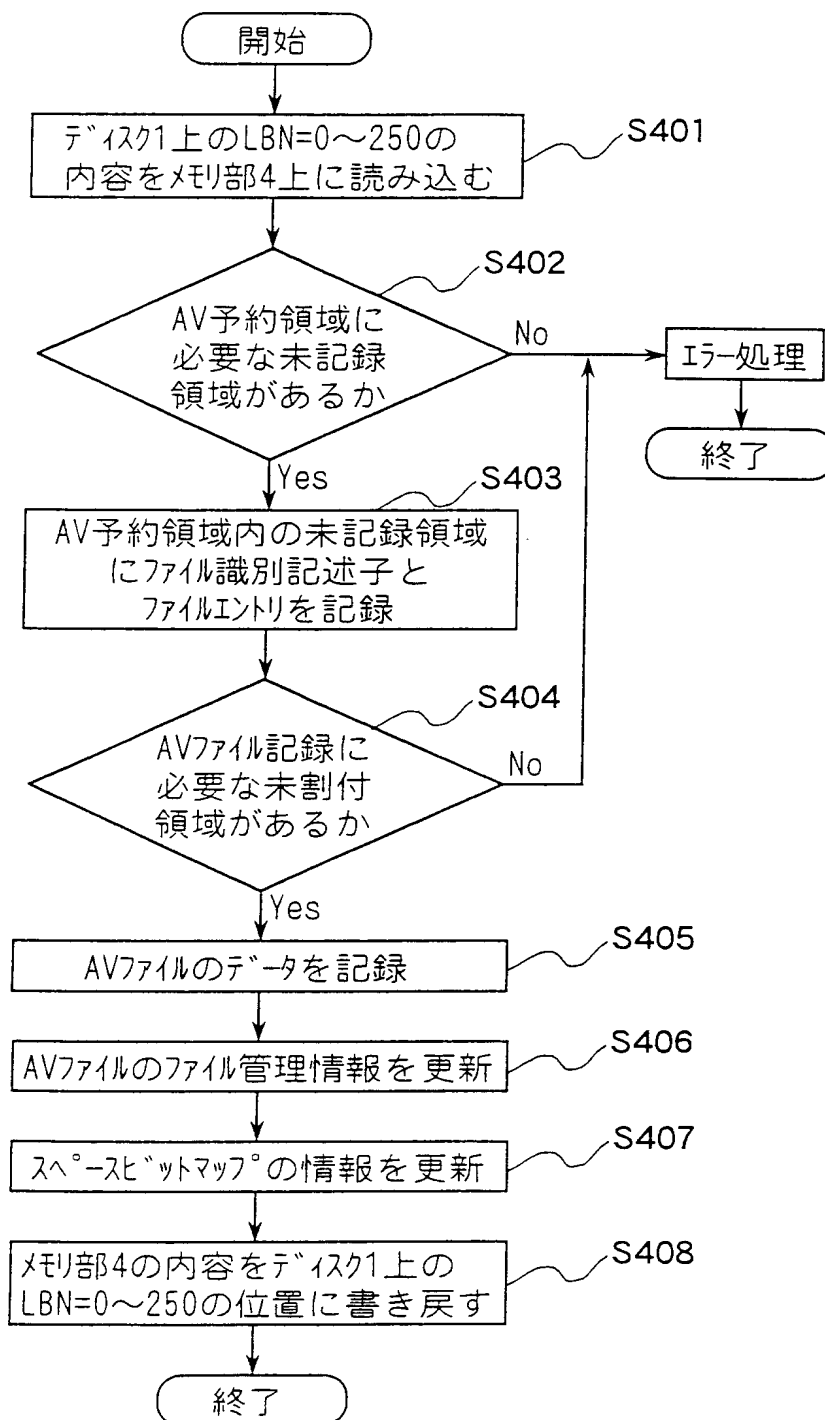 開始
ディスク1上のLBN=0〜250の
内容をメモリ部4上に読み込む
S401
S402
AV予約領域に
必要な未記録
領域があるか
No
エラー処理
終了
Yes
S403
AV予約領域内の未記録領域
にファイル識別記述子と
ファイルエントリを記録
S404
AVファイル記録に
必要な未割付
領域があるか
No
Yes
S405
AVファイルのデータを記録
S406
AVファイルのファイル管理情報を更新
S407
スペースビットマップの情報を更新
S408
メモリ部4の内容をディスク1上の
LBN=0〜250の位置に書き戻す
終了